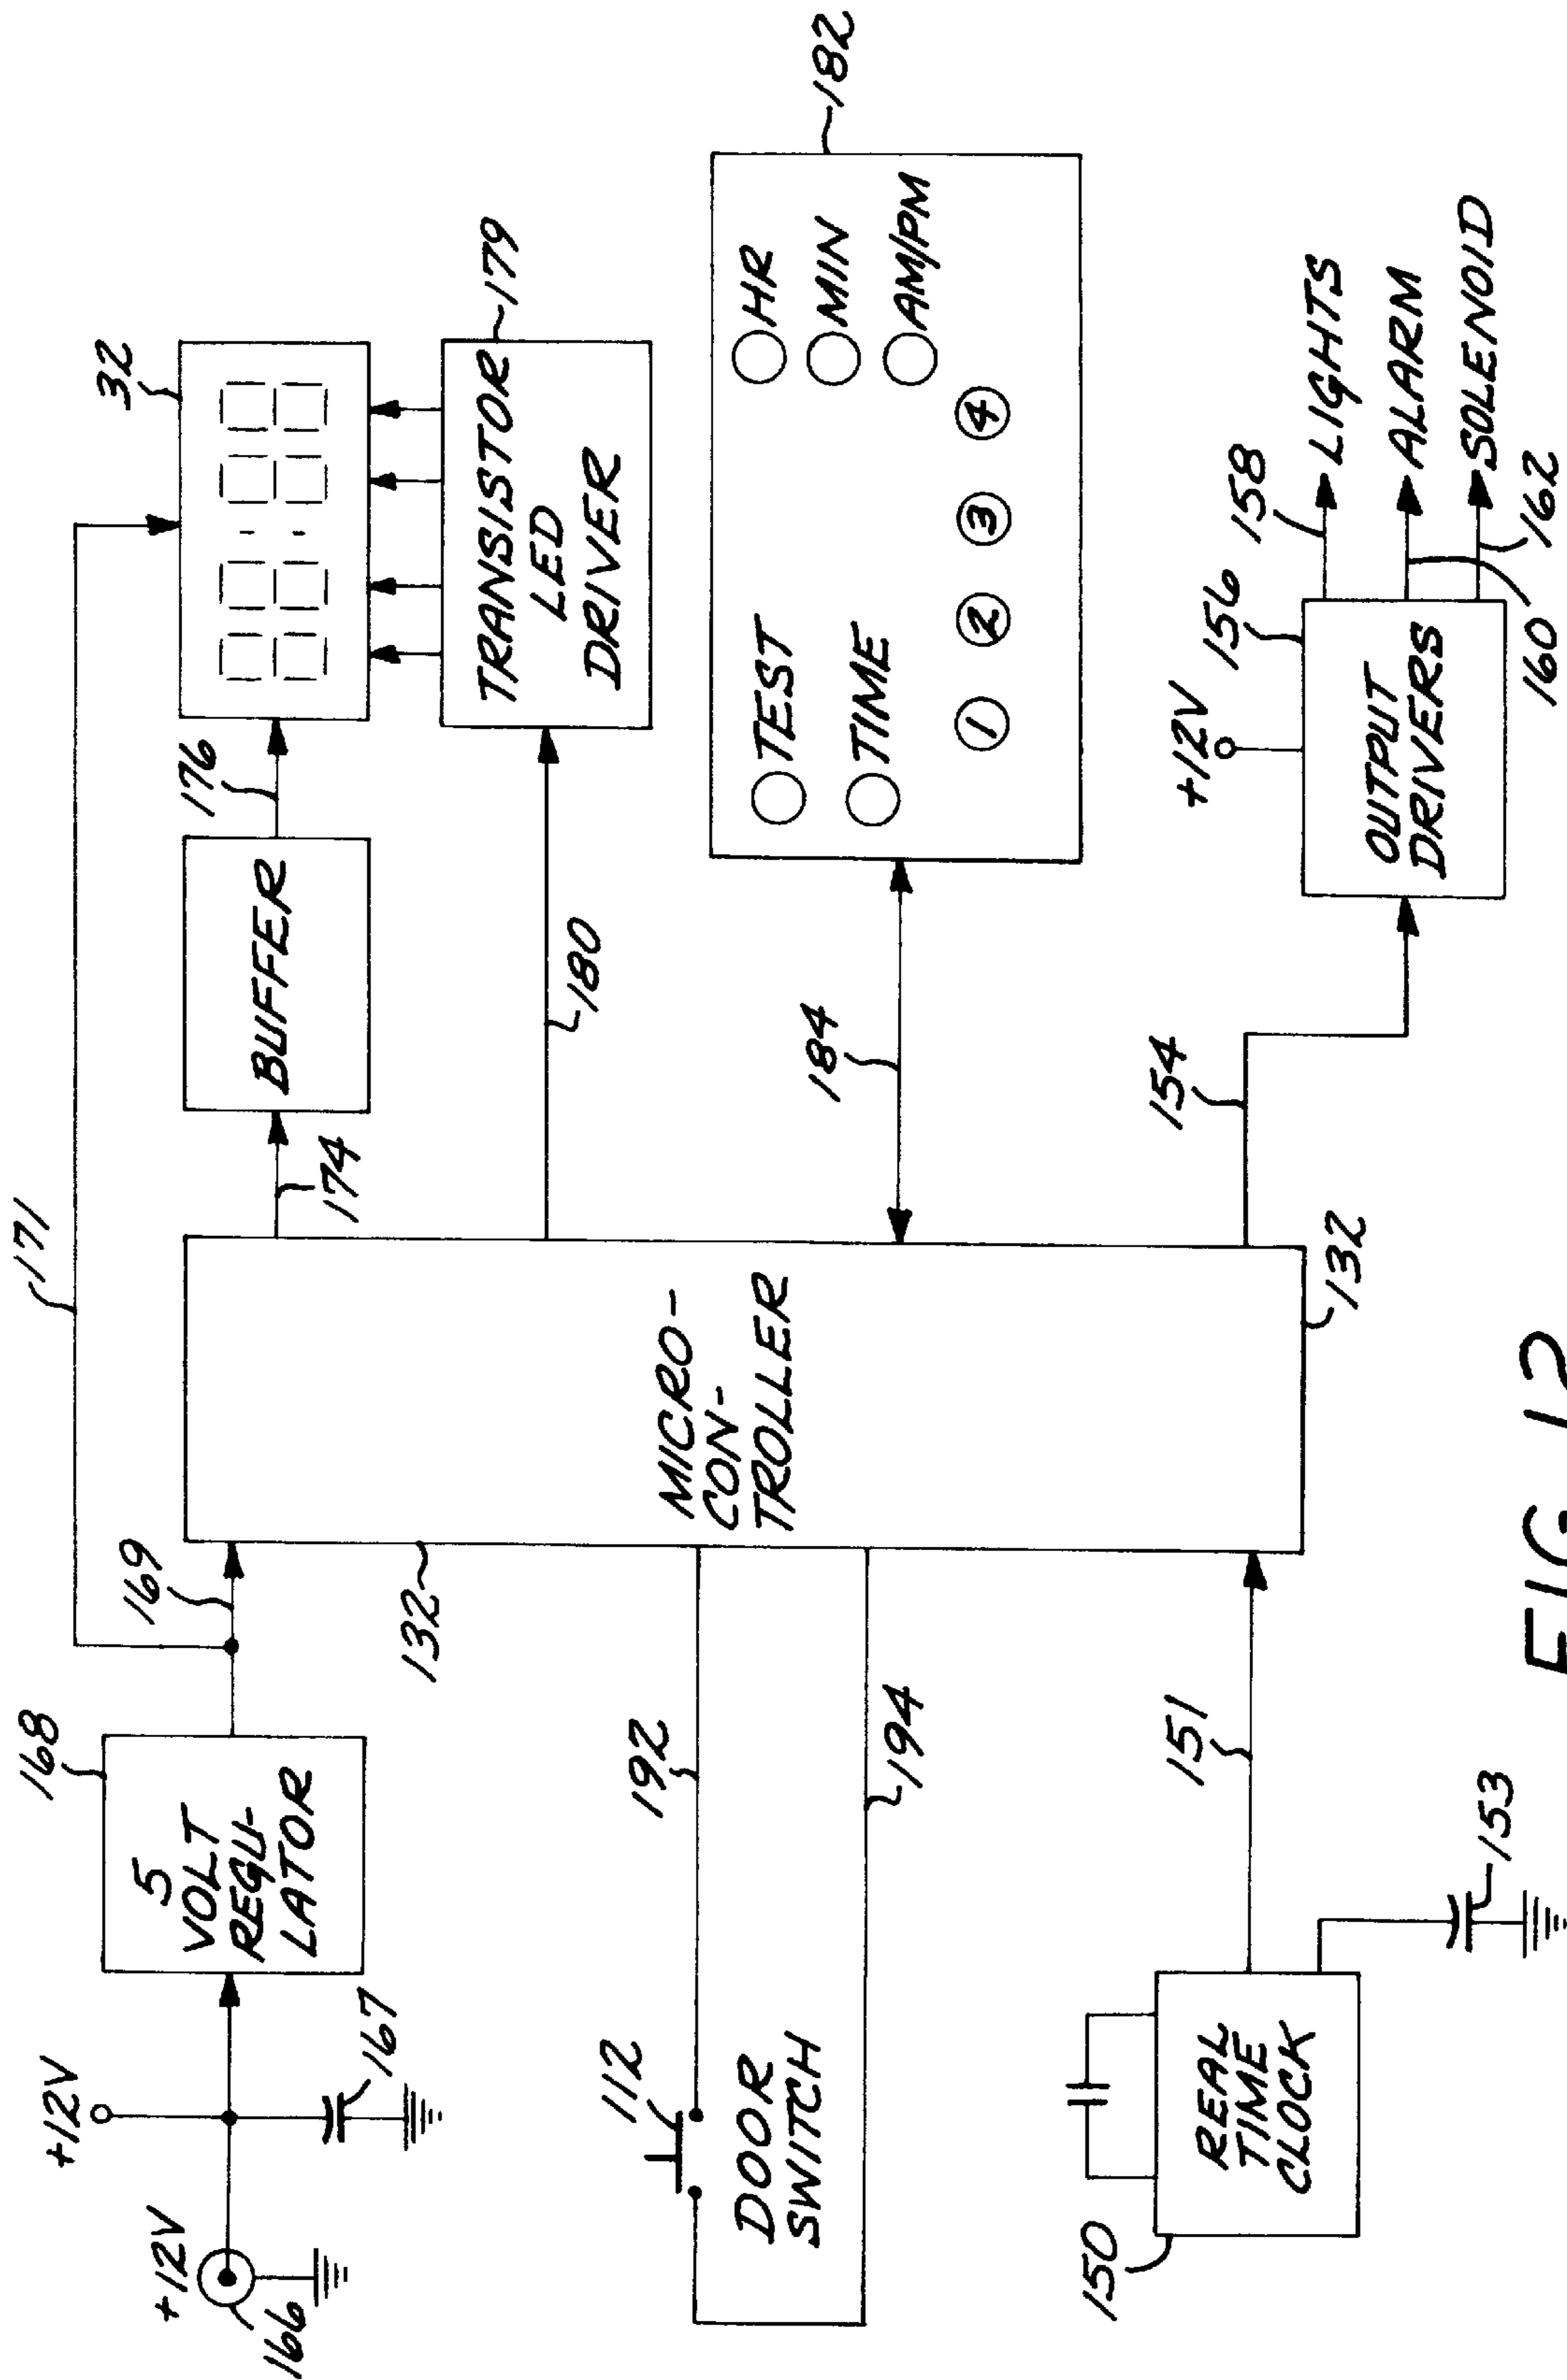 171
+12V
+12V
166
167
168
5
VOLT
REGU-
LATOR
169
174
BUFFER
176
32
TRANSISTOR
LED
DRIVER
179
180
132
MICRO-
CON-
TROLLER
132
112
DOOR
SWITCH
192
194
184
TEST
TIME
HR
MIN
AM/PM
1 2 3 4
182
150
REAL
TIME
CLOCK
151
153
154
+12V
156
OUTPUT
DRIVERS
158
LIGHTS
ALARM
SOLENOID
160
162
FIG. 12